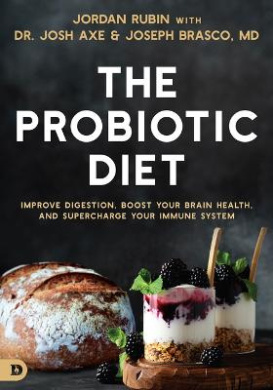 JORDAN RUBIN WITH
DR. JOSH AXE & JOSEPH BRASCO, MD
THE
PROBIOTIC
DIET
IMPROVE DIGESTION, BOOST YOUR BRAIN HEALTH,
AND SUPERCHARGE YOUR IMMUNE SYSTEM